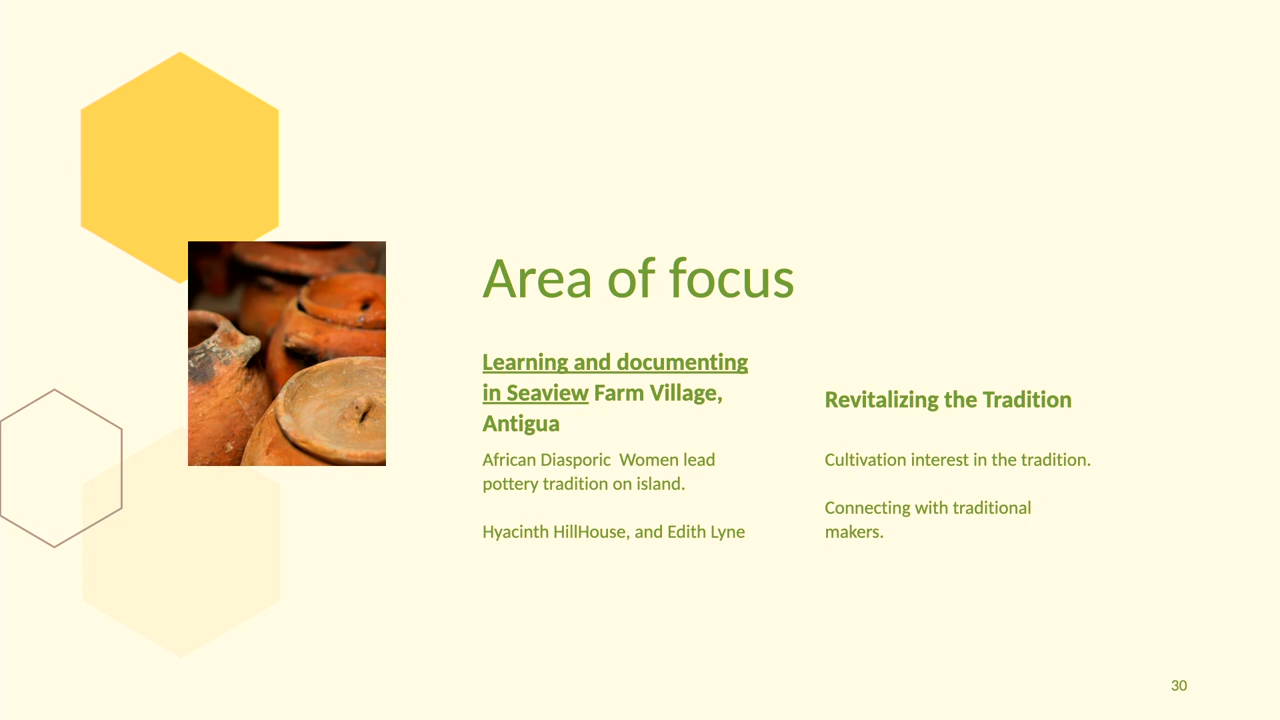 Area of focus
Learning and documenting
in Seaview Farm Village,
Antigua
African Diasporic  Women lead
pottery tradition on island.
Hyacinth HillHouse, and Edith Lyne
Revitalizing the Tradition
Cultivation interest in the tradition.
Connecting with traditional
makers.
30